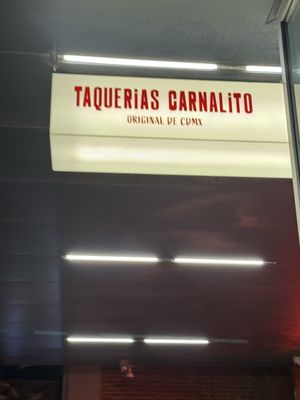 TAQUERiAS CARNALiTO
ORIGINAL DE CDMX